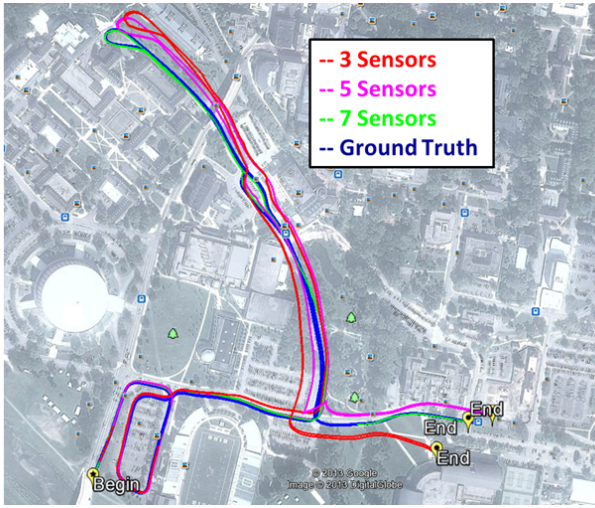 -- 3 Sensors
-- 5 Sensors
-- 7 Sensors
-- Ground Truth
End
End
End
Begin
© 2013 Google
Image © 2013 DigitalGlobe